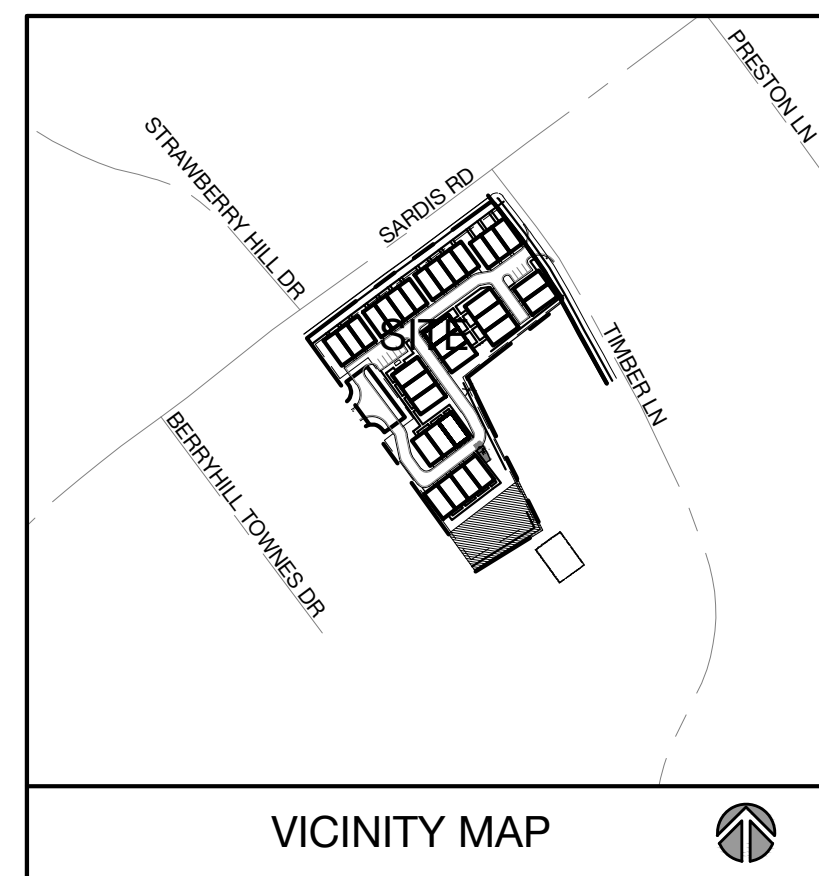 PRESTON LN
STRAWBERRY HILL DR
SARDIS RD
SITE
TIMBER LN
BERRYHILL TOWNES DR
VICINITY MAP